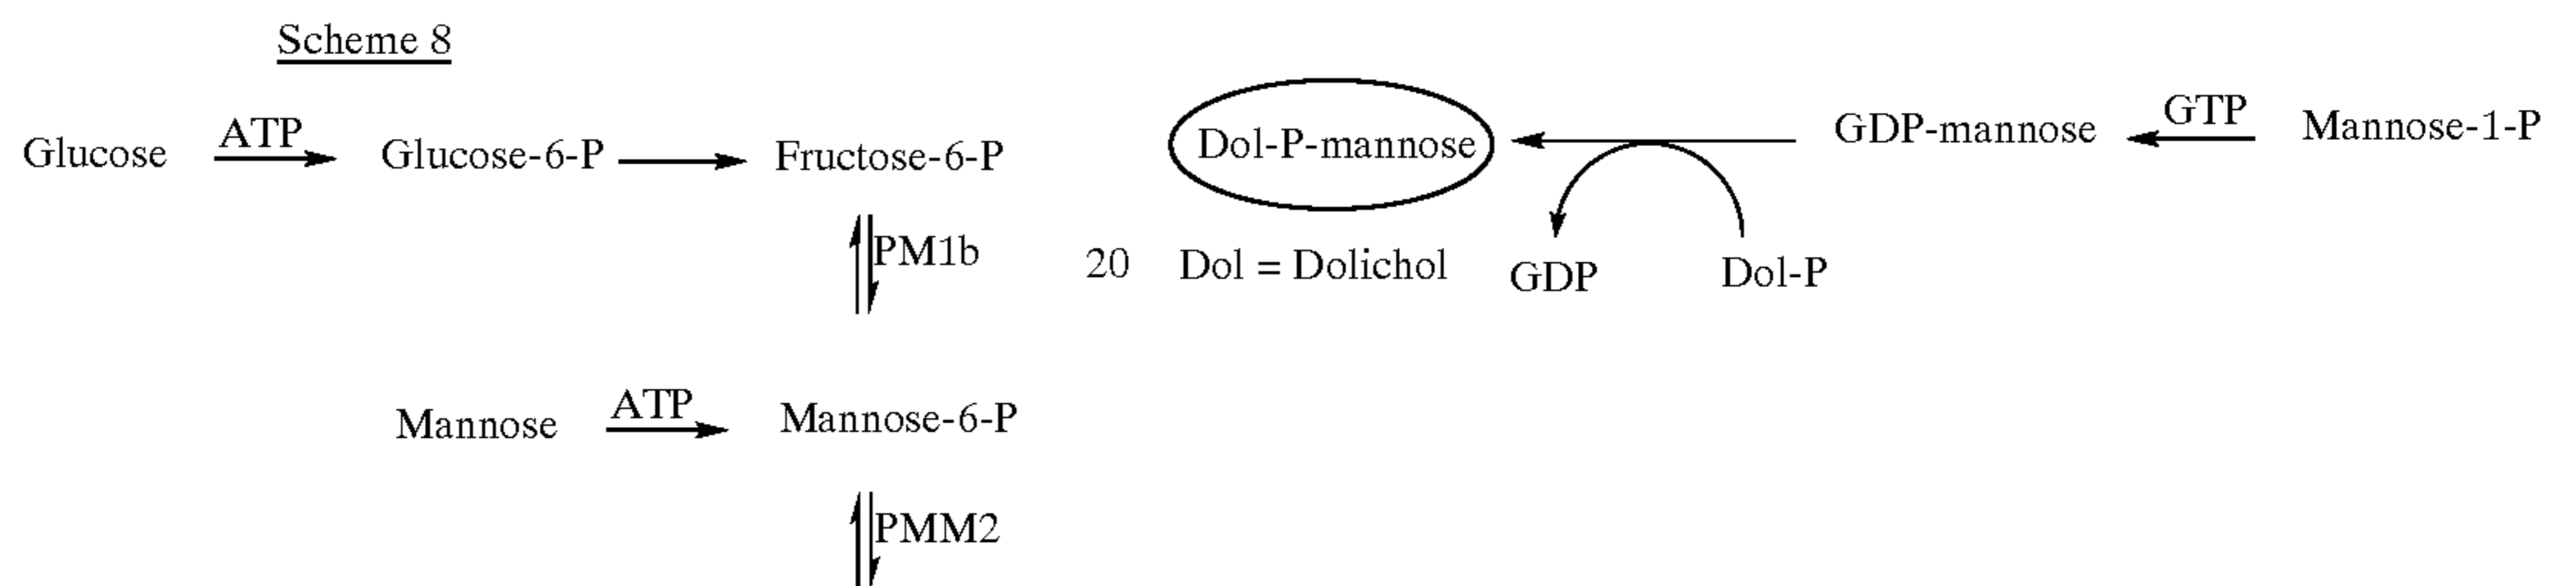 Scheme 8
Glucose ATP Glucose-6-P Fructose-6-P Dol-P-mannose GDP-mannose GTP Mannose-1-P
PM1b 20 Dol = Dolichol GDP Dol-P
Mannose ATP Mannose-6-P
PMM2